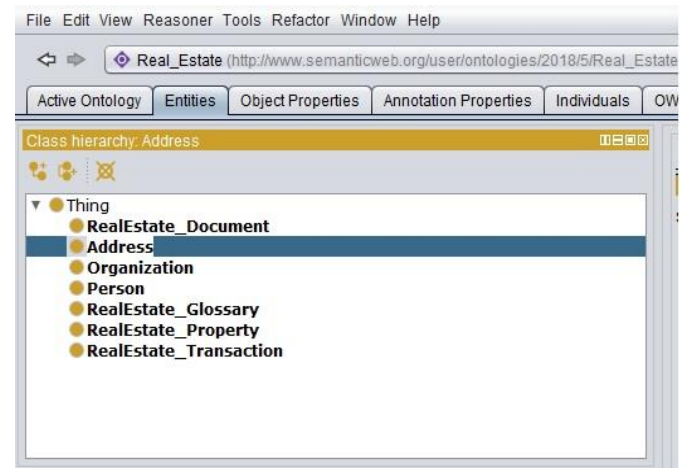 File Edit View Reasoner Tools Refactor Window Help
Real_Estate (http://www.semanticweb.org/user/ontologies/2018/5/Real_Estate
Active Ontology Entities Object Properties Annotation Properties Individuals OW
Class hierarchy: Address
Thing
RealEstate_Document
Address
Organization
Person
RealEstate_Glossary
RealEstate_Property
RealEstate_Transaction